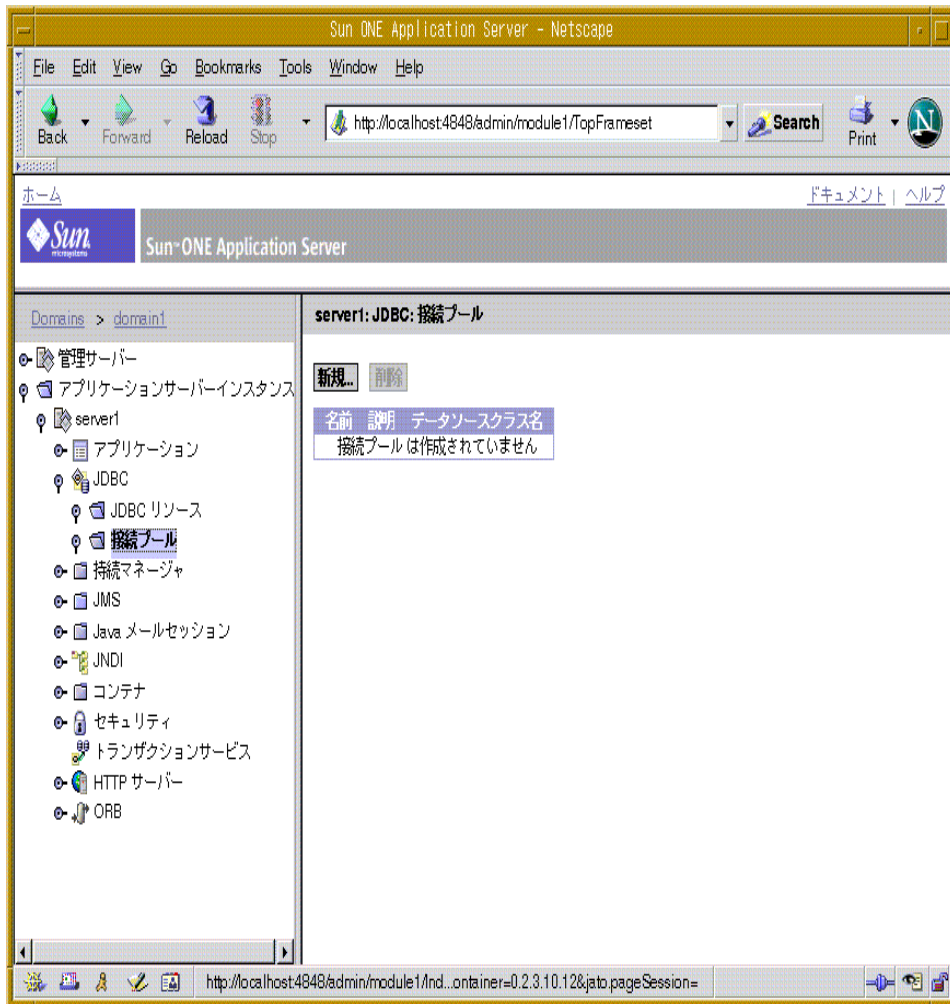 Sun ONE Application Server - Netscape
File Edit View Go Bookmarks Tools Window Help
Back Forward Reload Stop http://localhost:4848/admin/module1/TopFrameset Search Print N
ホーム ドキュメント | ヘルプ
Sun microsystems Sun™ ONE Application Server
Domains > domain1
server1: JDBC: 接続プール
管理サーバー
アプリケーションサーバーインスタンス
server1
アプリケーション
JDBC
JDBC リソース
接続プール
持続マネージャ
JMS
Java メールセッション
JNDI
コンテナ
セキュリティ
トランザクションサービス
HTTP サーバー
ORB
新規... 削除
名前 説明 データソースクラス名
接続プール は作成されていません
http://localhost:4848/admin/module1/Ind...ontainer=0.2.3.10.12&jato.pageSession=